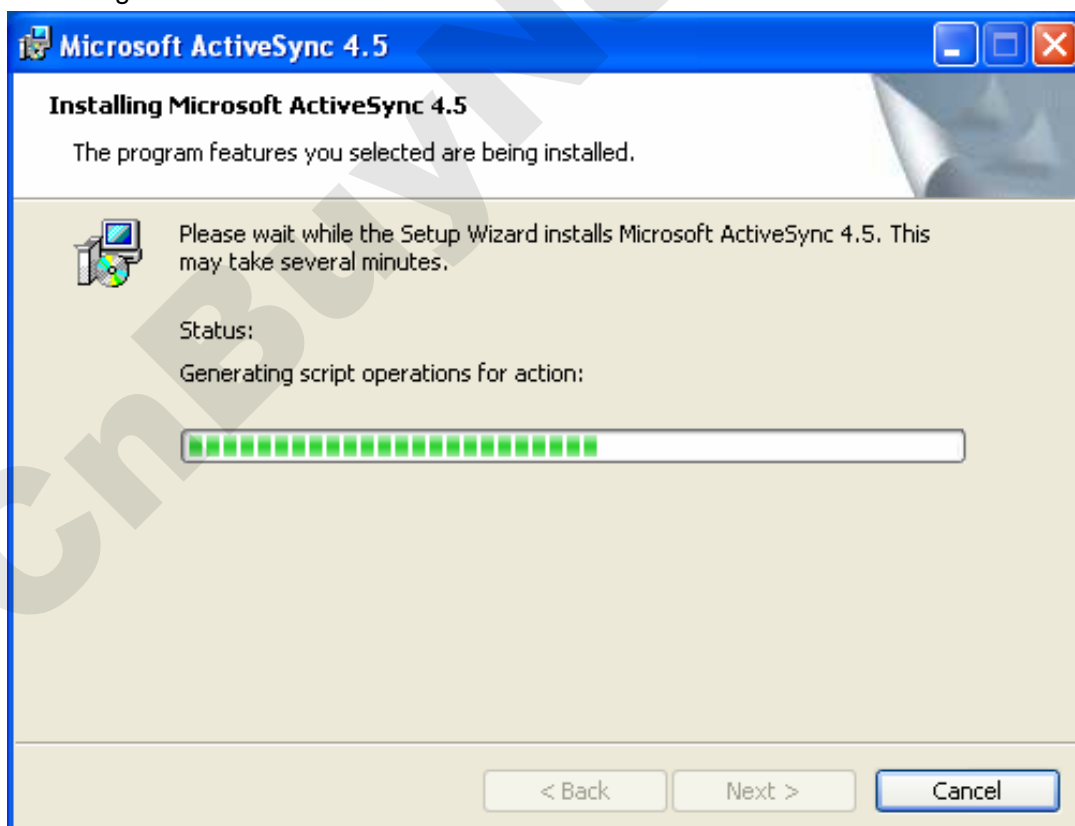 Microsoft ActiveSync 4.5
Installing Microsoft ActiveSync 4.5
The program features you selected are being installed.
Please wait while the Setup Wizard installs Microsoft ActiveSync 4.5. This
may take several minutes.
Status:
Generating script operations for action:
< Back Next > Cancel